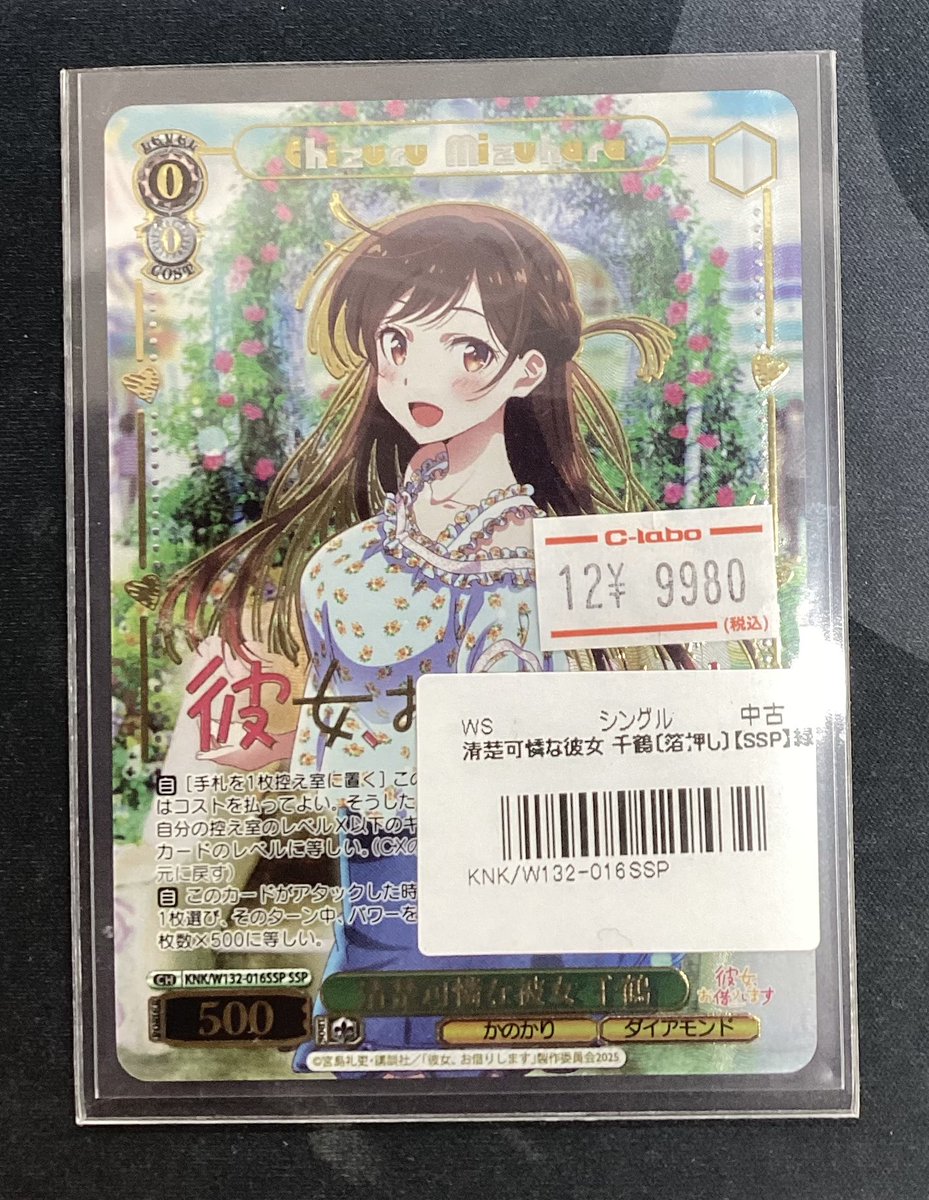 LEVEL
0
0
COST
Chizuru Mizuhara
C-labo
12¥ 9980
(税込)
彼女、お
WS シングル 中古
清楚可憐な彼女 千鶴〔箔押し〕【SSP】緑
KNK/W132-016SSP
自［手札を1枚控え室に置く］この
はコストを払ってよい。そうした
自分の控え室のレベルX以下のキ
カードのレベルに等しい。（CXの
元に戻す）
自 このカードがアタックした時
1枚選び、そのターン中、パワーを
枚数×500に等しい。
CH KNK/W132-016SSP SSP
清楚可憐な彼女 千鶴
彼女、
お借りします
500
かのかり ダイアモンド
©宮島礼吏・講談社／「彼女、お借りします」製作委員会2025